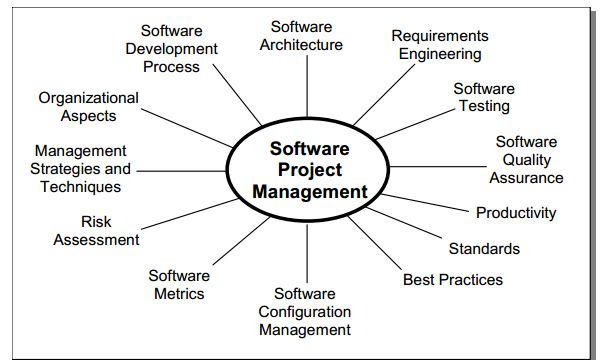 Software
Architecture
Requirements
Engineering
Software
Testing
Software
Quality
Assurance
Productivity
Standards
Best Practices
Software
Configuration
Management
Software
Metrics
Risk
Assessment
Management
Strategies and
Techniques
Organizational
Aspects
Software
Development
Process
Software
Project
Management